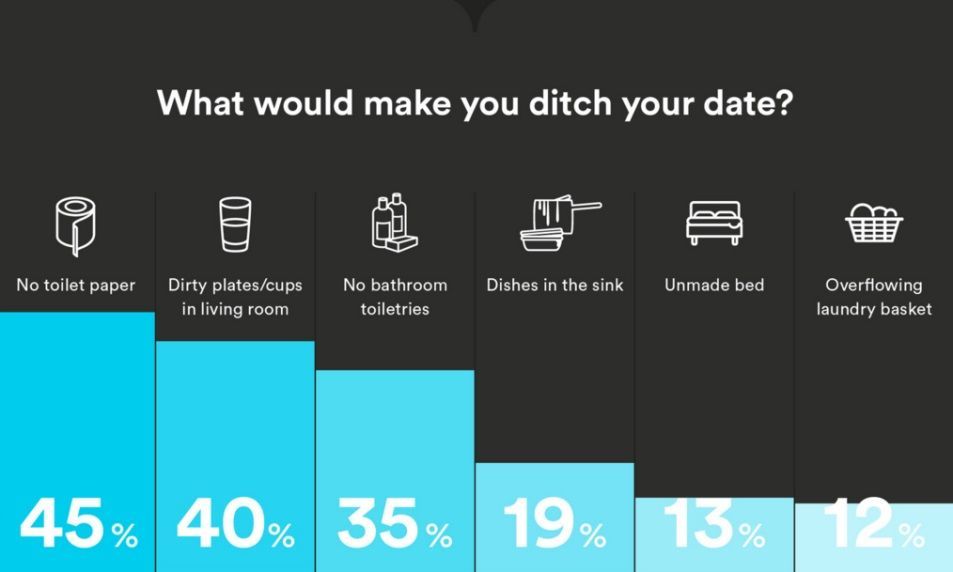 What would make you ditch your date?
No toilet paper
Dirty plates/cups
in living room
No bathroom
toiletries
Dishes in the sink
Unmade bed
Overflowing
laundry basket
45%
40%
35%
19%
13%
12%